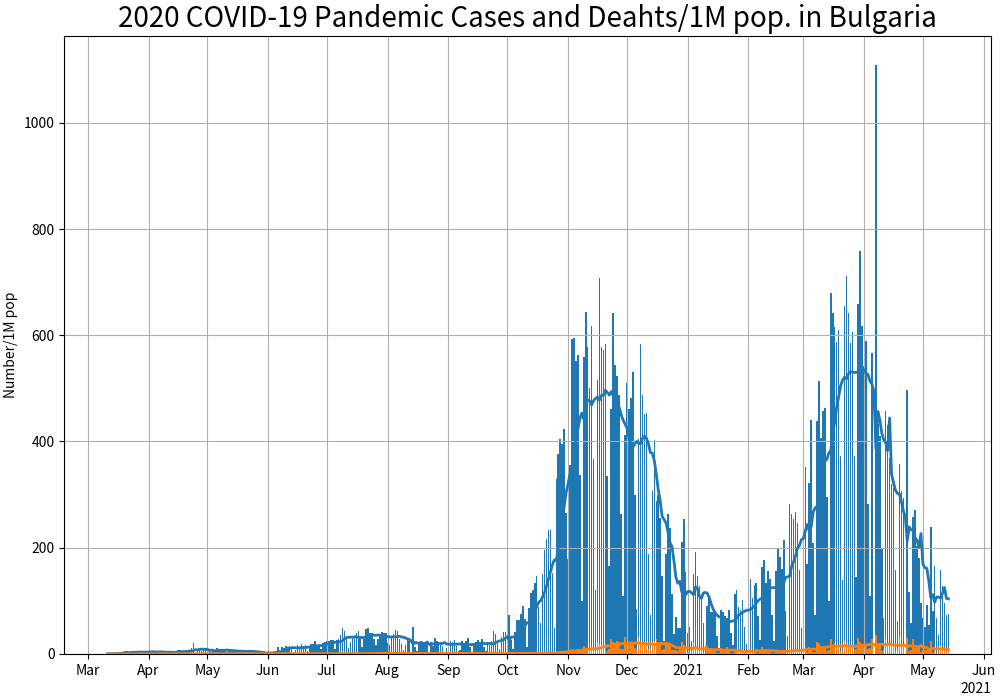 2020 COVID-19 Pandemic Cases and Deahts/1M pop. in Bulgaria
Number/1M pop
1000
800
600
400
200
0
Mar Apr May Jun Jul Aug Sep Oct Nov Dec 2021 Feb Mar Apr May Jun
2021